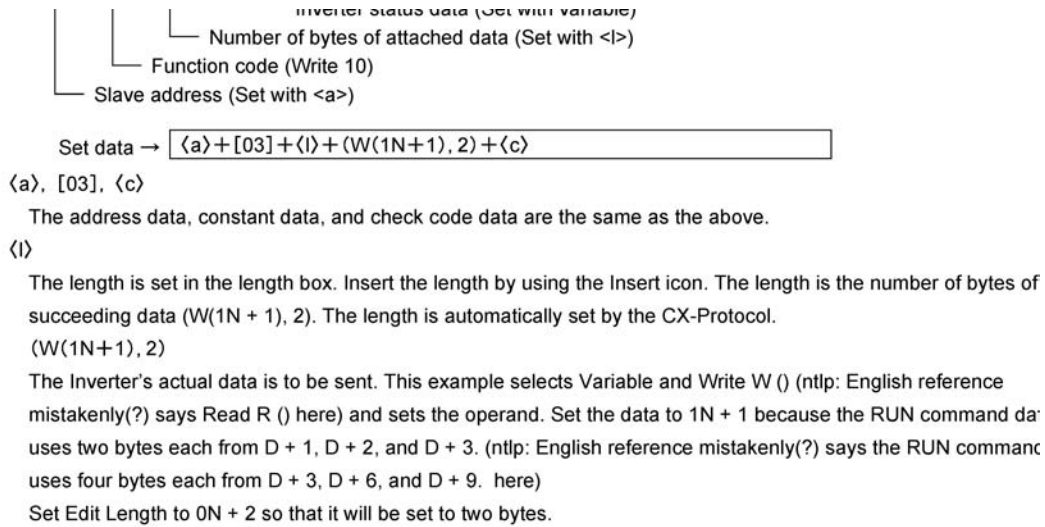 Inverter status data (Set with variable)
Number of bytes of attached data (Set with <l>)
Function code (Write 10)
Slave address (Set with <a>)
Set data → 〈a〉+[03]+〈l〉+(W(1N+1), 2)+〈c〉
〈a〉, [03], 〈c〉
The address data, constant data, and check code data are the same as the above.
〈l〉
The length is set in the length box. Insert the length by using the Insert icon. The length is the number of bytes of
succeeding data (W(1N + 1), 2). The length is automatically set by the CX-Protocol.
(W(1N+1), 2)
The Inverter's actual data is to be sent. This example selects Variable and Write W () (ntlp: English reference
mistakenly(?) says Read R () here) and sets the operand. Set the data to 1N + 1 because the RUN command da
uses two bytes each from D + 1, D + 2, and D + 3. (ntlp: English reference mistakenly(?) says the RUN command
uses four bytes each from D + 3, D + 6, and D + 9. here)
Set Edit Length to 0N + 2 so that it will be set to two bytes.